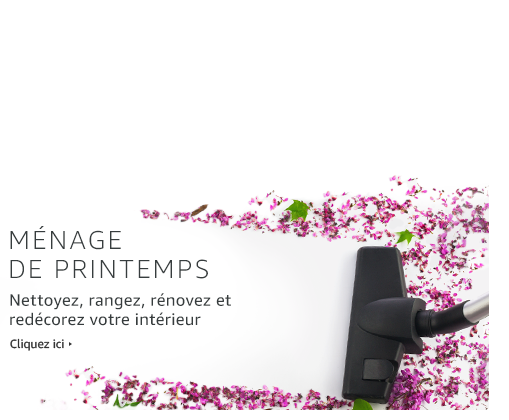 MÉNAGE
DE PRINTEMPS
Nettoyez, rangez, rénovez et
redécorez votre intérieur
Cliquez ici ‣